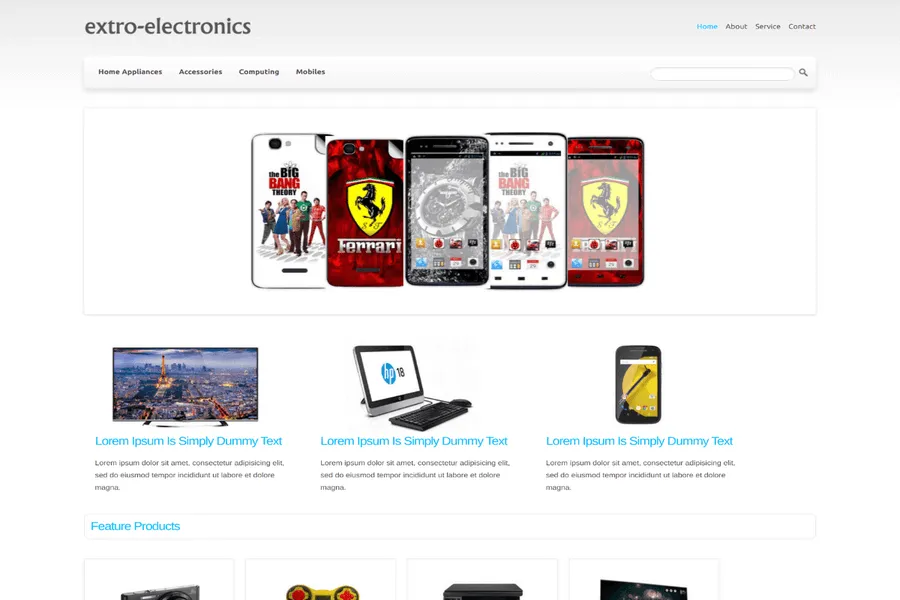 extro-electronics
Home About Service Contact
Home Appliances Accessories Computing Mobiles
the BIG
BANG
THEORY
Ferrari
the BIG
BANG
THEORY
hp 18
Lorem Ipsum Is Simply Dummy Text
Lorem ipsum dolor sit amet, consectetur adipisicing elit,
sed do eiusmod tempor incididunt ut labore et dolore
magna.
Lorem Ipsum Is Simply Dummy Text
Lorem ipsum dolor sit amet, consectetur adipisicing elit,
sed do eiusmod tempor incididunt ut labore et dolore
magna.
Lorem Ipsum Is Simply Dummy Text
Lorem ipsum dolor sit amet, consectetur adipisicing elit,
sed do eiusmod tempor incididunt ut labore et dolore
magna.
Feature Products